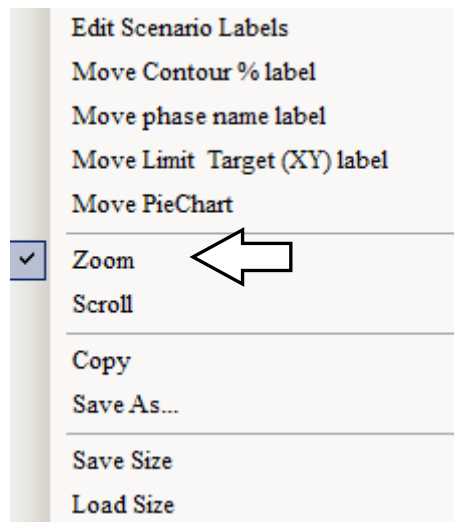 Edit Scenario Labels
Move Contour % label
Move phase name label
Move Limit  Target (XY) label
Move PieChart
Zoom
Scroll
Copy
Save As...
Save Size
Load Size